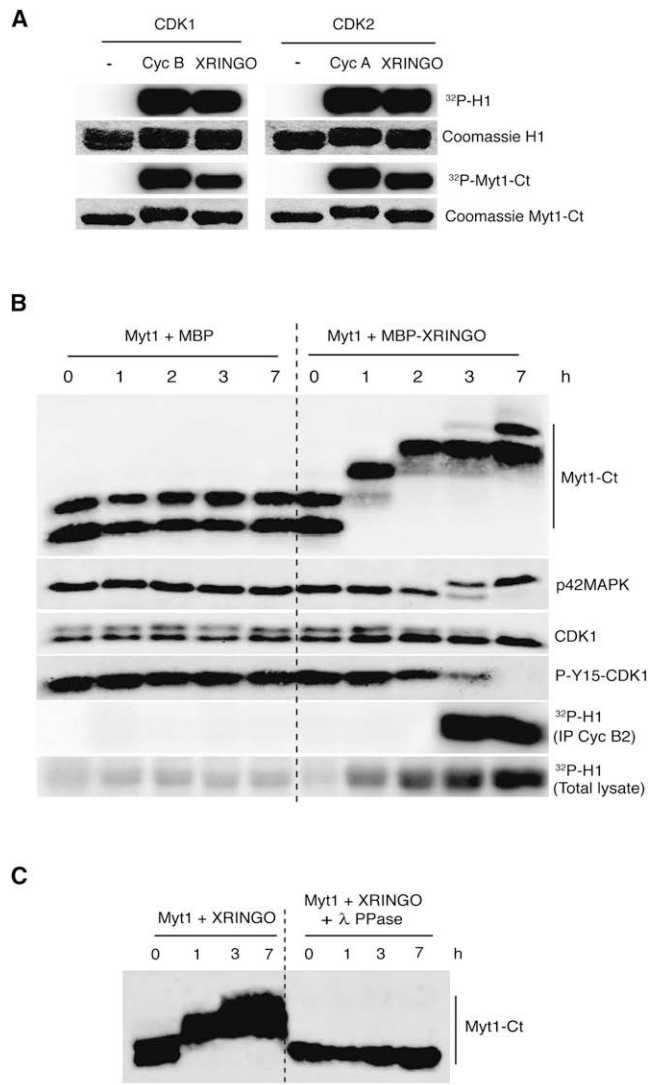 A
CDK1 CDK2
- Cyc B XRINGO - Cyc A XRINGO
32P-H1
Coomassie H1
32P-Myt1-Ct
Coomassie Myt1-Ct
B
Myt1 + MBP Myt1 + MBP-XRINGO
0 1 2 3 7 0 1 2 3 7 h
Myt1-Ct
p42MAPK
CDK1
P-Y15-CDK1
32P-H1
(IP Cyc B2)
32P-H1
(Total lysate)
C
Myt1 + XRINGO
Myt1 + XRINGO
+ λ PPase
0 1 3 7 0 1 3 7 h
Myt1-Ct